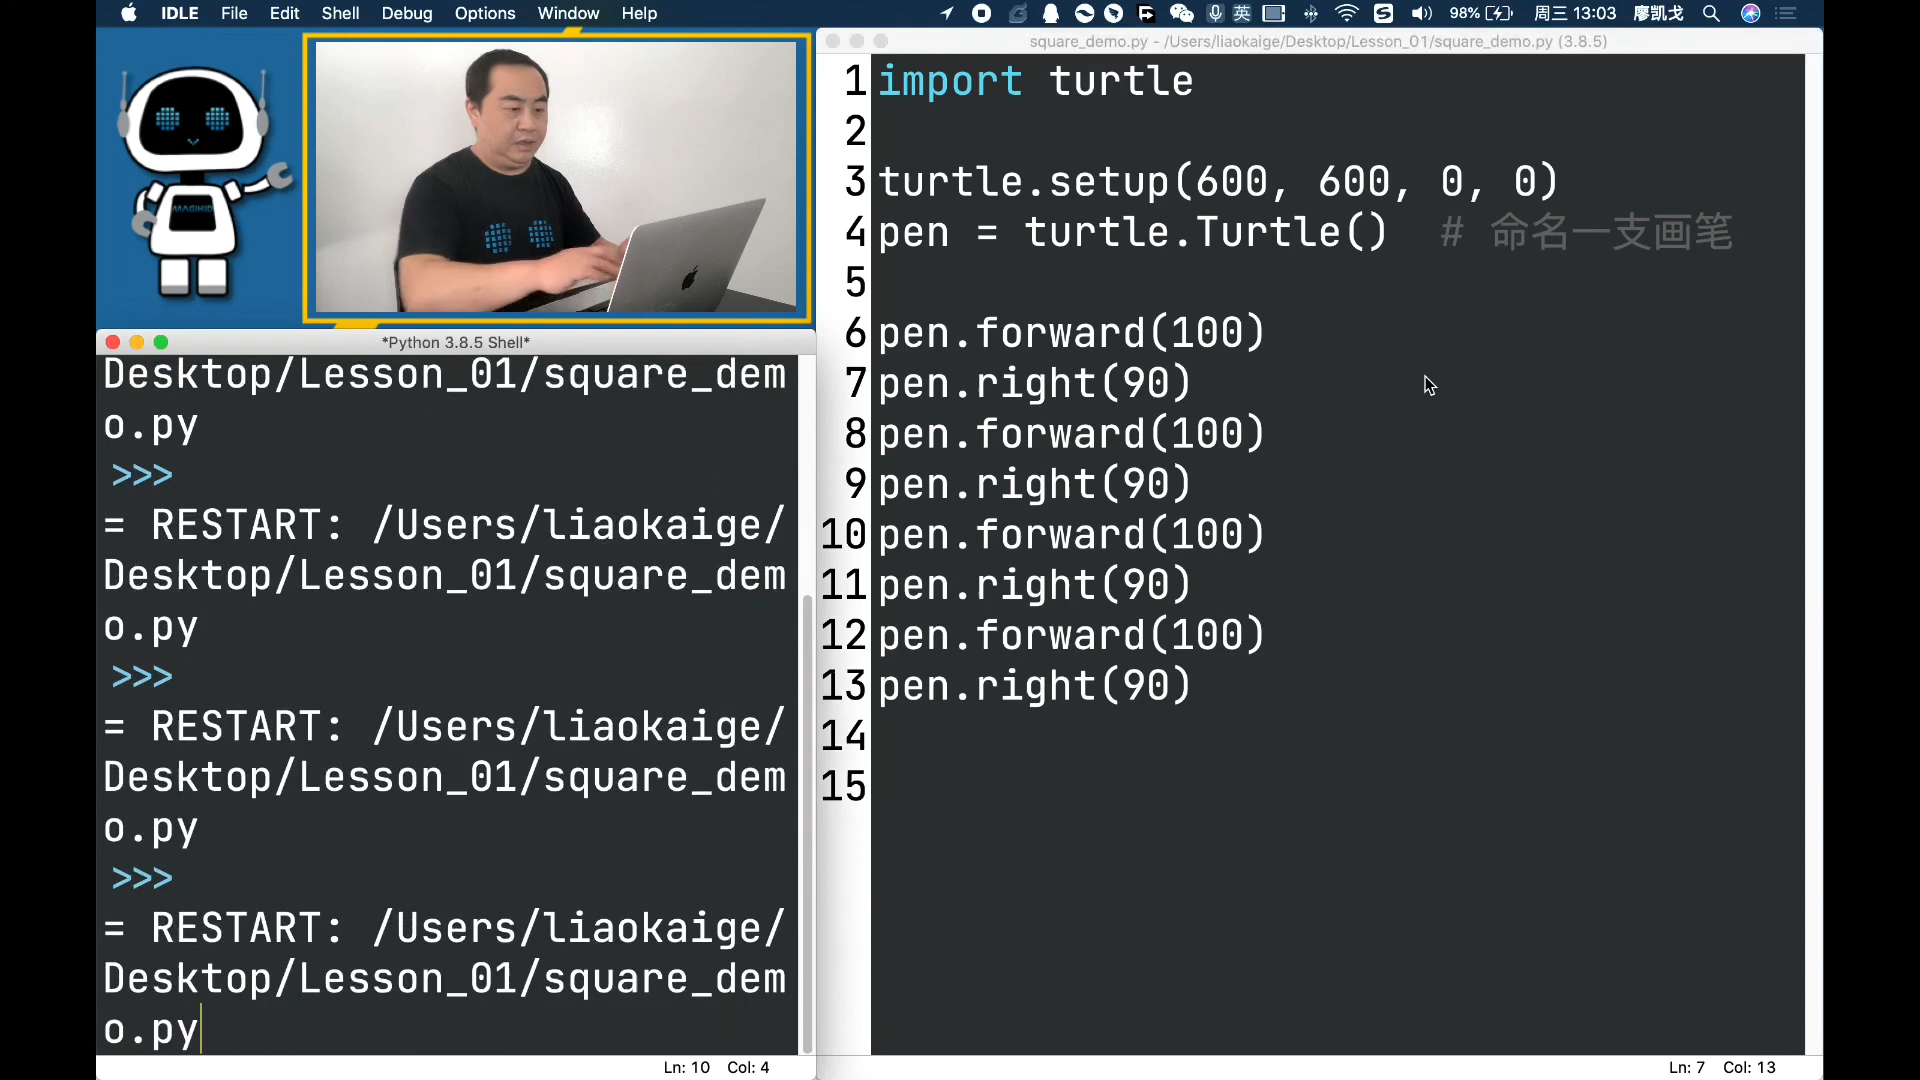 IDLE File Edit Shell Debug Options Window Help 英 98% 周三 13:03 廖凯戈
MAGIKID
*Python 3.8.5 Shell*
Desktop/Lesson_01/square_dem
o.py
>>>
= RESTART: /Users/liaokaige/
Desktop/Lesson_01/square_dem
o.py
>>>
= RESTART: /Users/liaokaige/
Desktop/Lesson_01/square_dem
o.py
>>>
= RESTART: /Users/liaokaige/
Desktop/Lesson_01/square_dem
o.py
Ln: 10 Col: 4
square_demo.py - /Users/liaokaige/Desktop/Lesson_01/square_demo.py (3.8.5)
1 import turtle
2
3 turtle.setup(600, 600, 0, 0)
4 pen = turtle.Turtle() # 命名一支画笔
5
6 pen.forward(100)
7 pen.right(90)
8 pen.forward(100)
9 pen.right(90)
10 pen.forward(100)
11 pen.right(90)
12 pen.forward(100)
13 pen.right(90)
14
15
Ln: 7 Col: 13